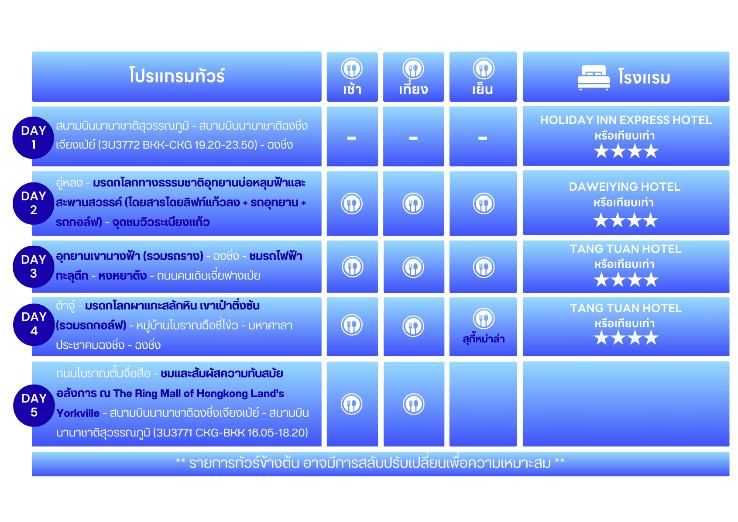 โปรแกรมทัวร์
เช้า
เที่ยง
เย็น
โรงแรม
DAY
1
สนามบินนานาชาติสุวรรณภูมิ - สนามบินนานาชาติฉงชิ่ง
เจียงเป่ย์ (3U3772 BKK-CKG 19.20-23.50) - ฉงชิ่ง
-
-
-
HOLIDAY INN EXPRESS HOTEL
หรือเทียบเท่า
DAY
2
อู่หลง - มรดกโลกทางธรรมชาติอุทยานบ่อหลุมฟ้าและ
สะพานสวรรค์ (โดยสารโดยลิฟท์แก้วลง + รถอุทยาน +
รถกอล์ฟ) - จุดชมวิวระเบียงแก้ว
DAWEIYING HOTEL
หรือเทียบเท่า
DAY
3
อุทยานเขานางฟ้า (รวมรถราง) - ฉงชิ่ง - ชมรถไฟฟ้า
ทะลุตึก - หงหยาต้ง - ถนนคนเดินเจี่ยฟางเป่ย
TANG TUAN HOTEL
หรือเทียบเท่า
DAY
4
ต้าจู๋ - มรดกโลกผาแกะสลักหิน เขาเป่าติ่งซัน
(รวมรถกอล์ฟ) - หมู่บ้านโบราณฉือชี่โข่ว - มหาศาลา
ประชาคมฉงชิ่ง - ฉงชิ่ง
สุกี้หม่าล่า
TANG TUAN HOTEL
หรือเทียบเท่า
DAY
5
ถนนโบราณตั้นจื่อสือ - ชมและสัมผัสความทันสมัย
อลังการ ณ The Ring Mall of Hongkong Land's
Yorkville - สนามบินนานาชาติฉงชิ่งเจียงเป่ย์ - สนามบิน
นานาชาติสุวรรณภูมิ (3U3771 CKG-BKK 16.05-18.20)
** รายการทัวร์ข้างต้น อาจมีการสลับปรับเปลี่ยนเพื่อความเหมาะสม **